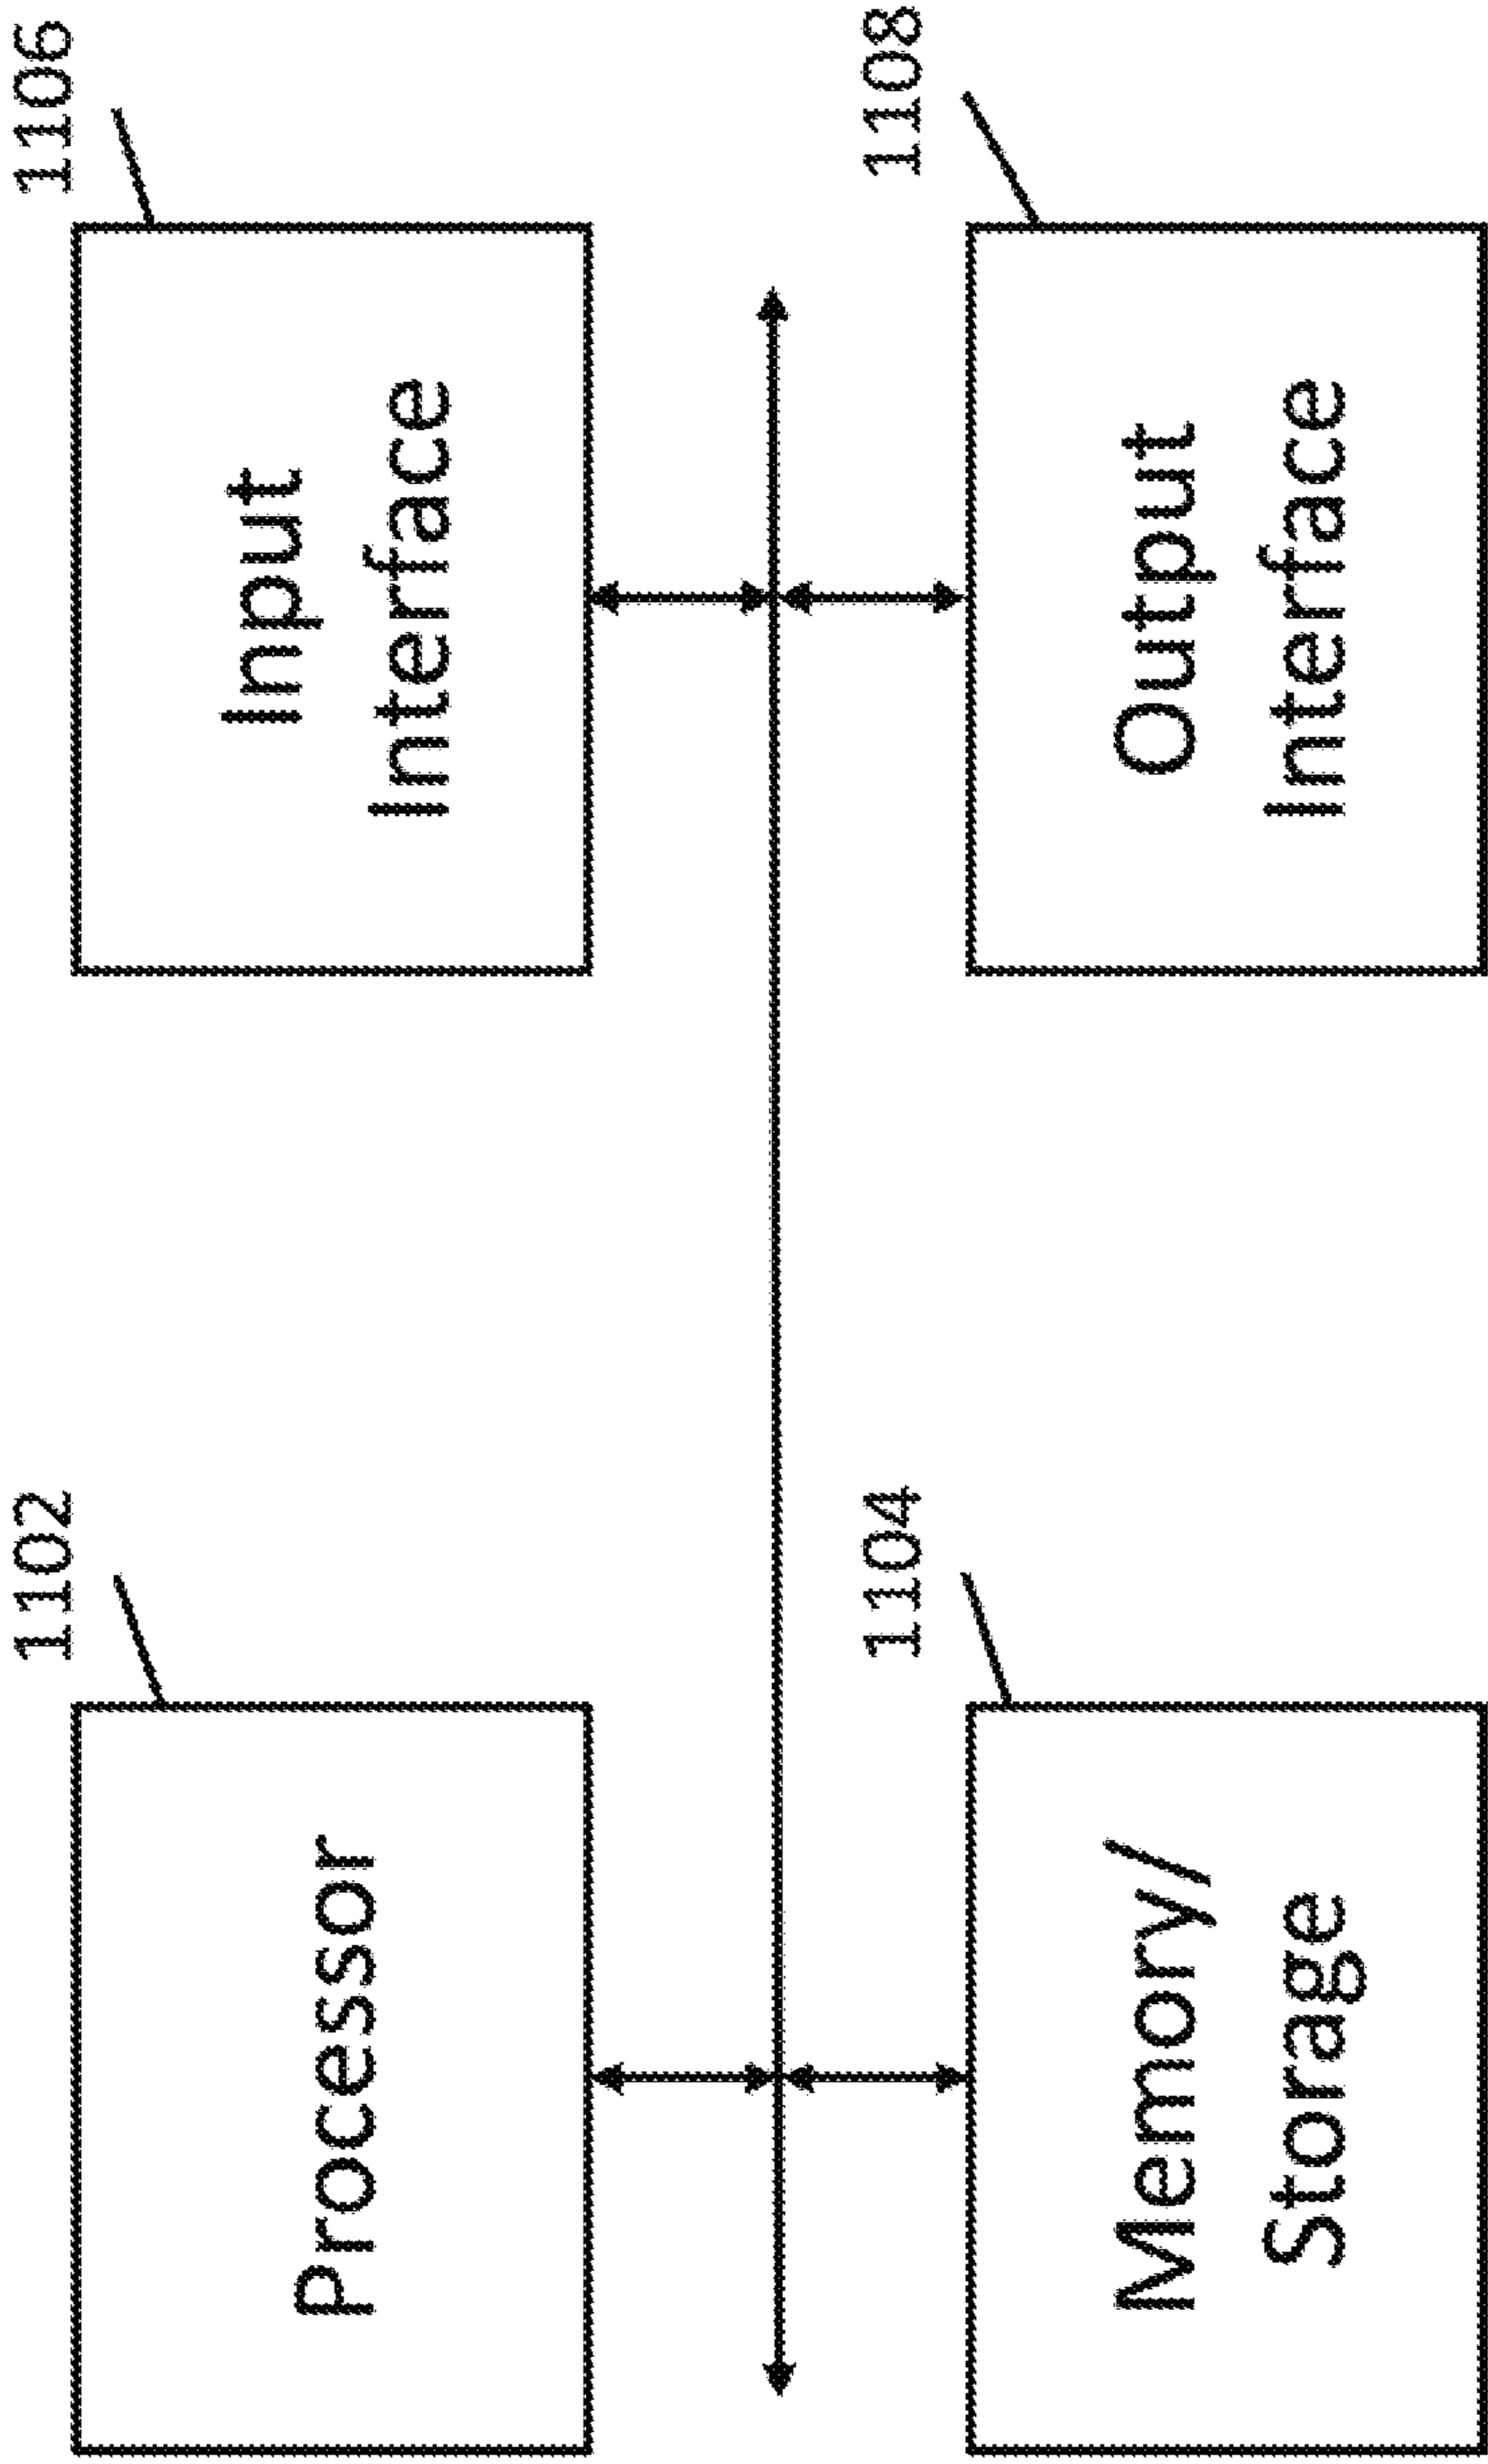 1102
Processor
1106
Input
Interface
1104
Memory/
Storage
1108
Output
Interface